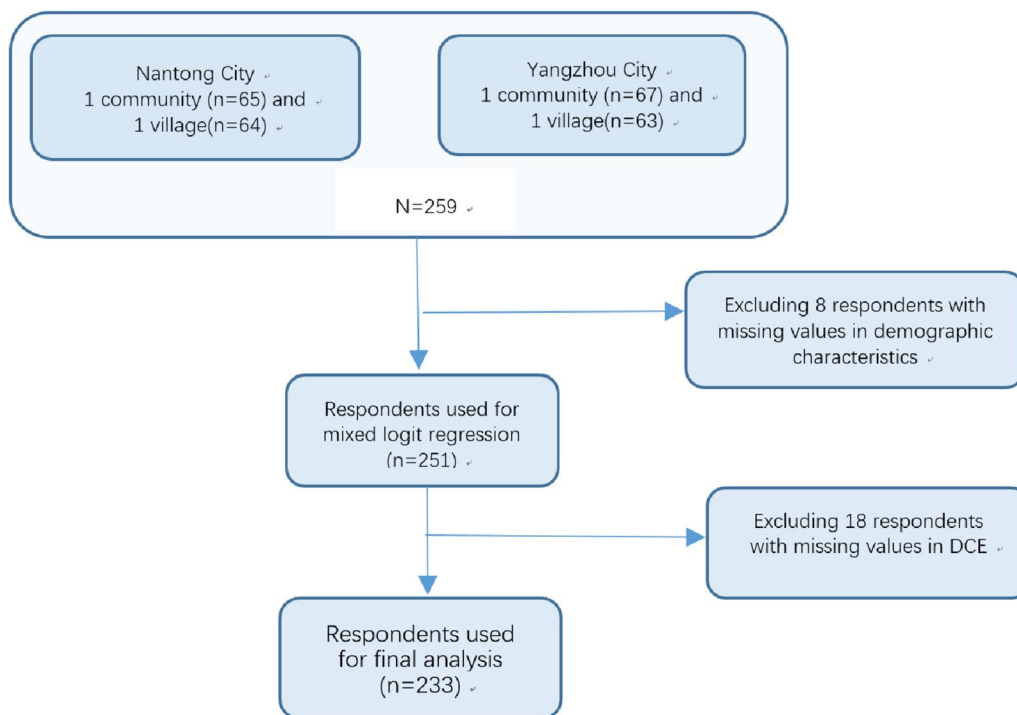 Nantong City
1 community (n=65) and
1 village(n=64)
Yangzhou City
1 community (n=67) and
1 village(n=63)
N=259
Excluding 8 respondents with
missing values in demographic
characteristics
Respondents used for
mixed logit regression
(n=251)
Excluding 18 respondents
with missing values in DCE
Respondents used
for final analysis
(n=233)